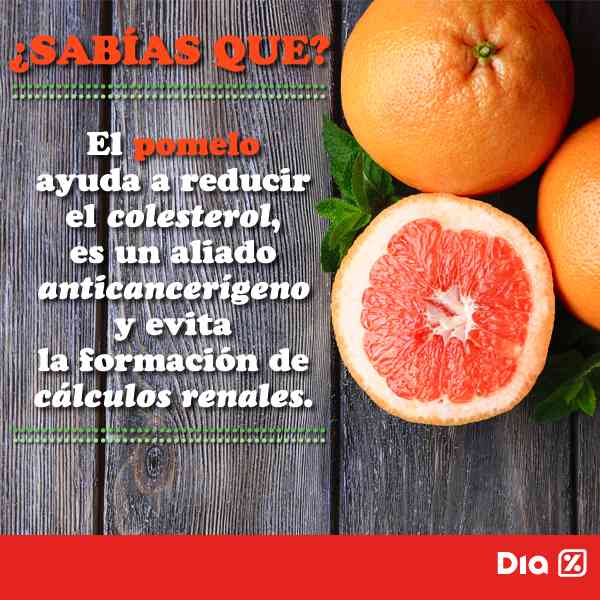 ¿SABÍAS QUE?
El pomelo
ayuda a reducir
el colesterol,
es un aliado
anticancerígeno
y evita
la formación de
cálculos renales.
Dia %